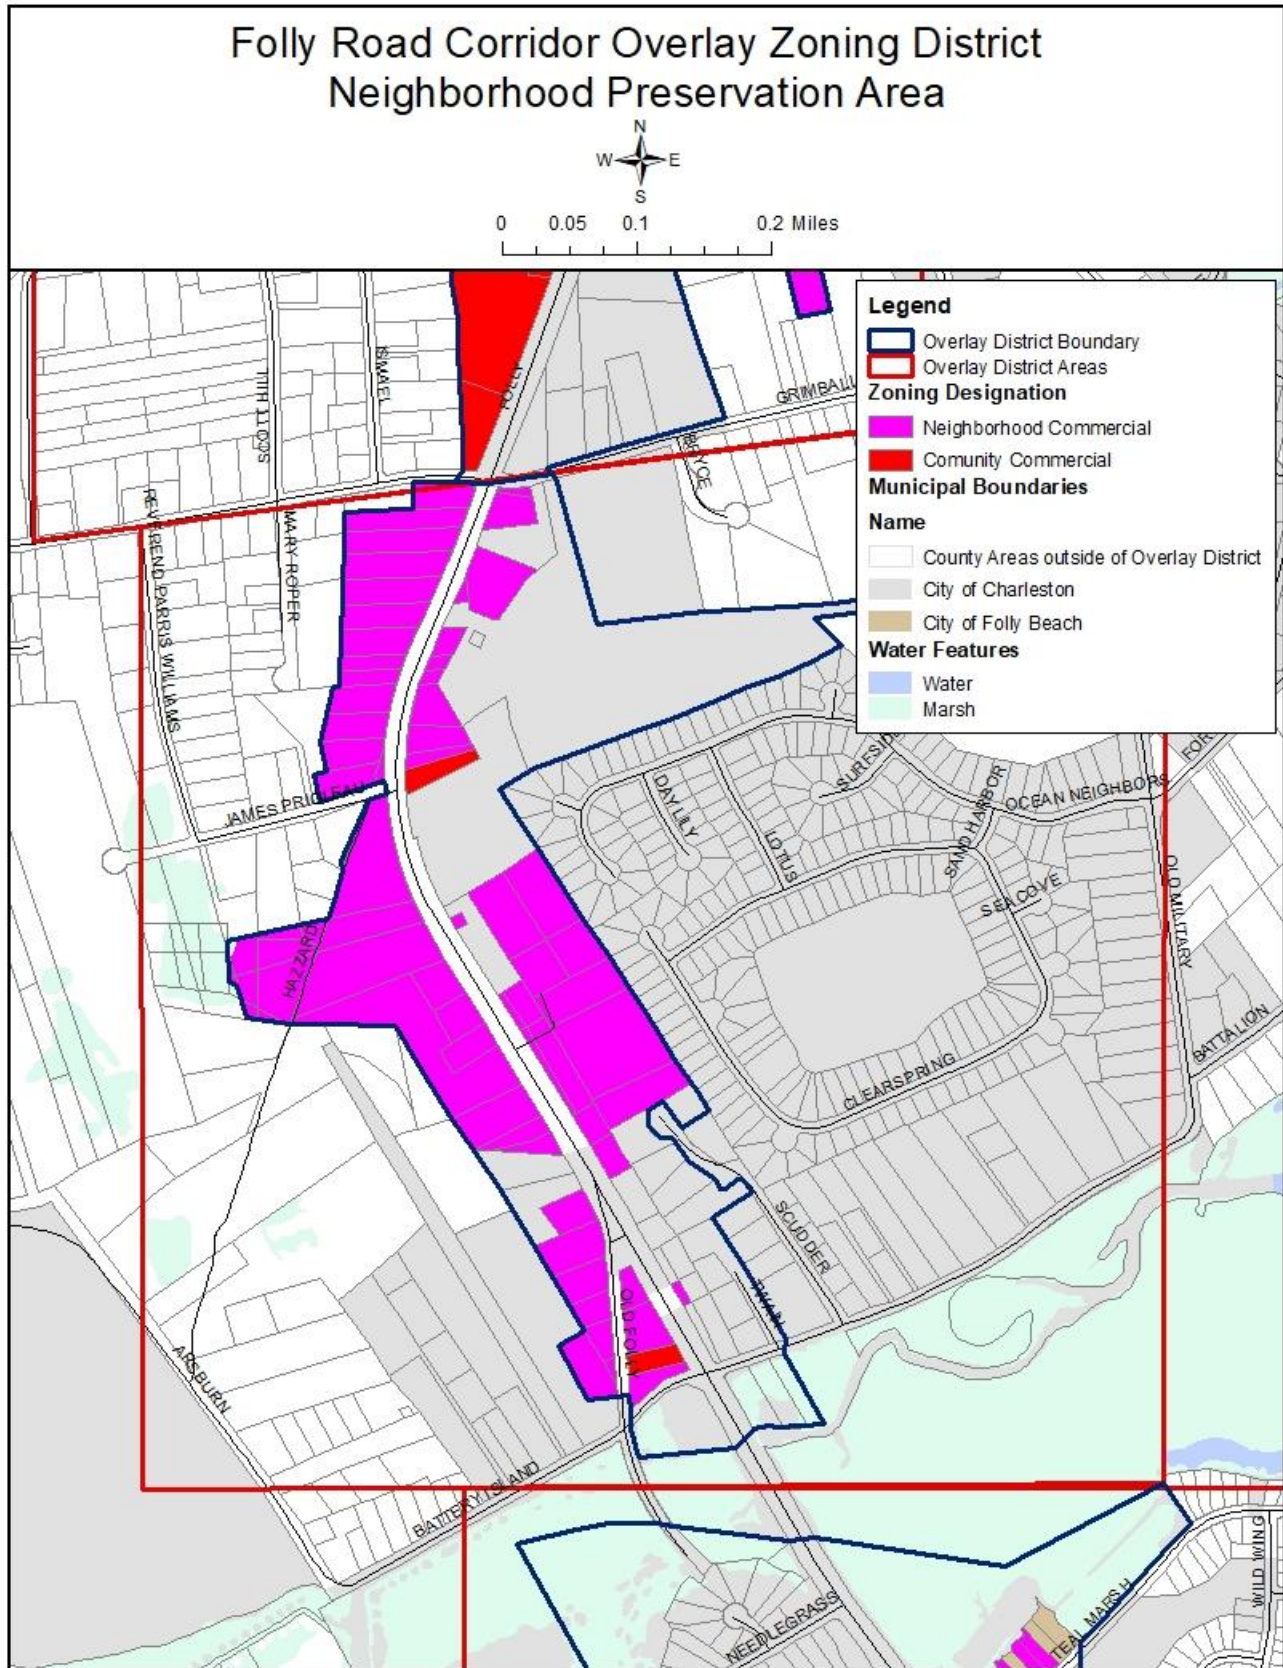 Folly Road Corridor Overlay Zoning District
Neighborhood Preservation Area
N
W E
S
0 0.05 0.1 0.2 Miles
Legend
Overlay District Boundary
Overlay District Areas
Zoning Designation
Neighborhood Commercial
Comunity Commercial
Municipal Boundaries
Name
County Areas outside of Overlay District
City of Charleston
City of Folly Beach
Water Features
Water
Marsh
ISMAEL
FOLLY
GRIMBALL
BRYCE
REVEREND PARRIS WILLIAMS
MARY ROPER
JAMES PRIOLEAU
HAZZARD
DAYLILY
LOTUS
SURFSIDE
SAND HARBOR
OCEAN NEIGHBORS
FOR
SEA COVE
OLD MILITARY
BATTALION
CLEARSPRING
SCUDDER
TWAIN
OLD FOLLY
ARSBURN
BATTERY ISLAND
NEEDLEGRASS
TEAL MARSH
WILD WING